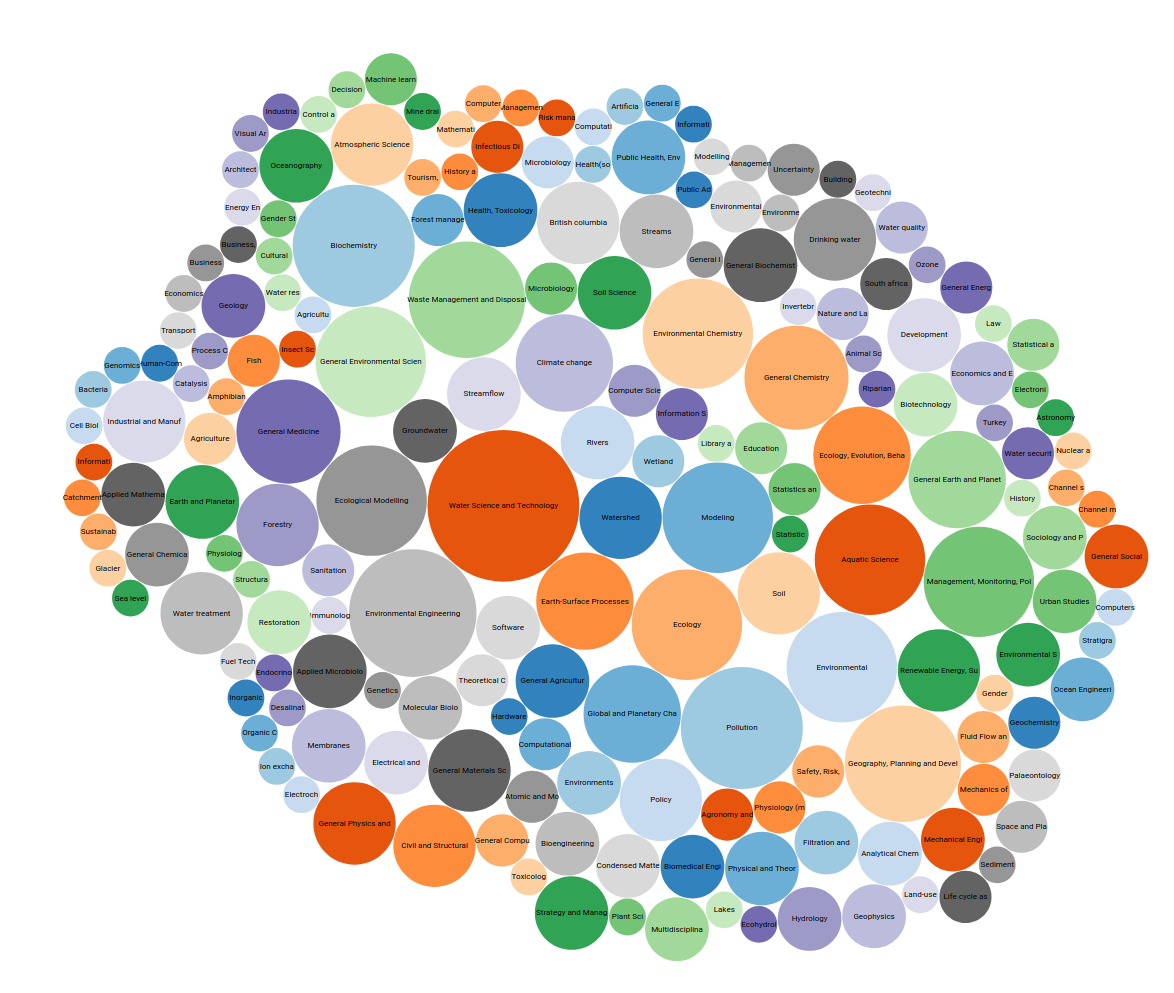 Machine learn
Decision
Computer
Managemen
Artificia
General E
Industria
Control a
Mine drai
Risk mana
Mathemati
Computati
Informati
Visual Ar
Atmospheric Science
Infectious Di
Public Health, Env
Modelling
Managemen
Oceanography
Microbiology
Health(so
Architect
Tourism,
History a
Uncertainty
Building
Public Ad
Geotechni
Energy En
Gender St
Forest manage
Health, Toxicology
British columbia
Environmental
Environme
Streams
Water quality
Business,
Biochemistry
Drinking water
Cultural
Business
General I
General Biochemist
Ozone
Economics
Water res
Microbiology
Soil Science
South africa
General Energ
Geology
Agricultu
Waste Management and Disposal
Invertebr
Nature and La
Transport
Environmental Chemistry
Development
Law
Process C
Insect Sc
Statistical a
Genomics
Human-Com
Fish
General Environmental Scien
Climate change
Animal Sc
Bacteria
Catalysis
Amphibian
General Chemistry
Economics and E
Streamflow
Computer Scie
Riparian
Electroni
Cell Biol
Industrial and Manuf
Information S
Biotechnology
Astronomy
Agriculture
General Medicine
Groundwater
Rivers
Library a
Education
Turkey
Informati
Wetland
Ecology, Evolution, Beha
Water securit
Nuclear a
Catchment
Applied Mathema
Earth and Planetar
Ecological Modelling
Water Science and Technology
Statistics an
General Earth and Planet
Channel s
History
Sustainab
Forestry
Watershed
Modeling
Channel m
General Chemica
Physiolog
Statistic
Sociology and P
Glacier
Structura
Sanitation
Aquatic Science
General Social
Sea level
Management, Monitoring, Pol
Water treatment
Restoration
Immunolog
Environmental Engineering
Earth-Surface Processes
Soil
Urban Studies
Computers
Software
Ecology
Stratigra
Fuel Tech
Endocrino
Applied Microbiolo
Environmental
Renewable Energy, Su
Environmental S
Inorganic
Genetics
Theoretical C
General Agricultur
Gender
Ocean Engineeri
Desalinat
Molecular Biolo
Hardware
Global and Planetary Cha
Pollution
Geochemistry
Organic C
Membranes
Computational
Fluid Flow an
Ion excha
Electrical and
General Materials Sc
Geography, Planning and Devel
Safety, Risk,
Palaeontology
Electroch
Atomic and Mo
Environments
Policy
Physiology (m
Mechanics of
General Physics and
Agronomy and
Space and Pla
Civil and Structural
General Compu
Bioengineering
Filtration and
Analytical Chem
Mechanical Engi
Toxicolog
Condensed Matte
Biomedical Engi
Physical and Theor
Sediment
Strategy and Manag
Plant Sci
Lakes
Land-use
Life cycle as
Multidisciplina
Ecohydrol
Hydrology
Geophysics